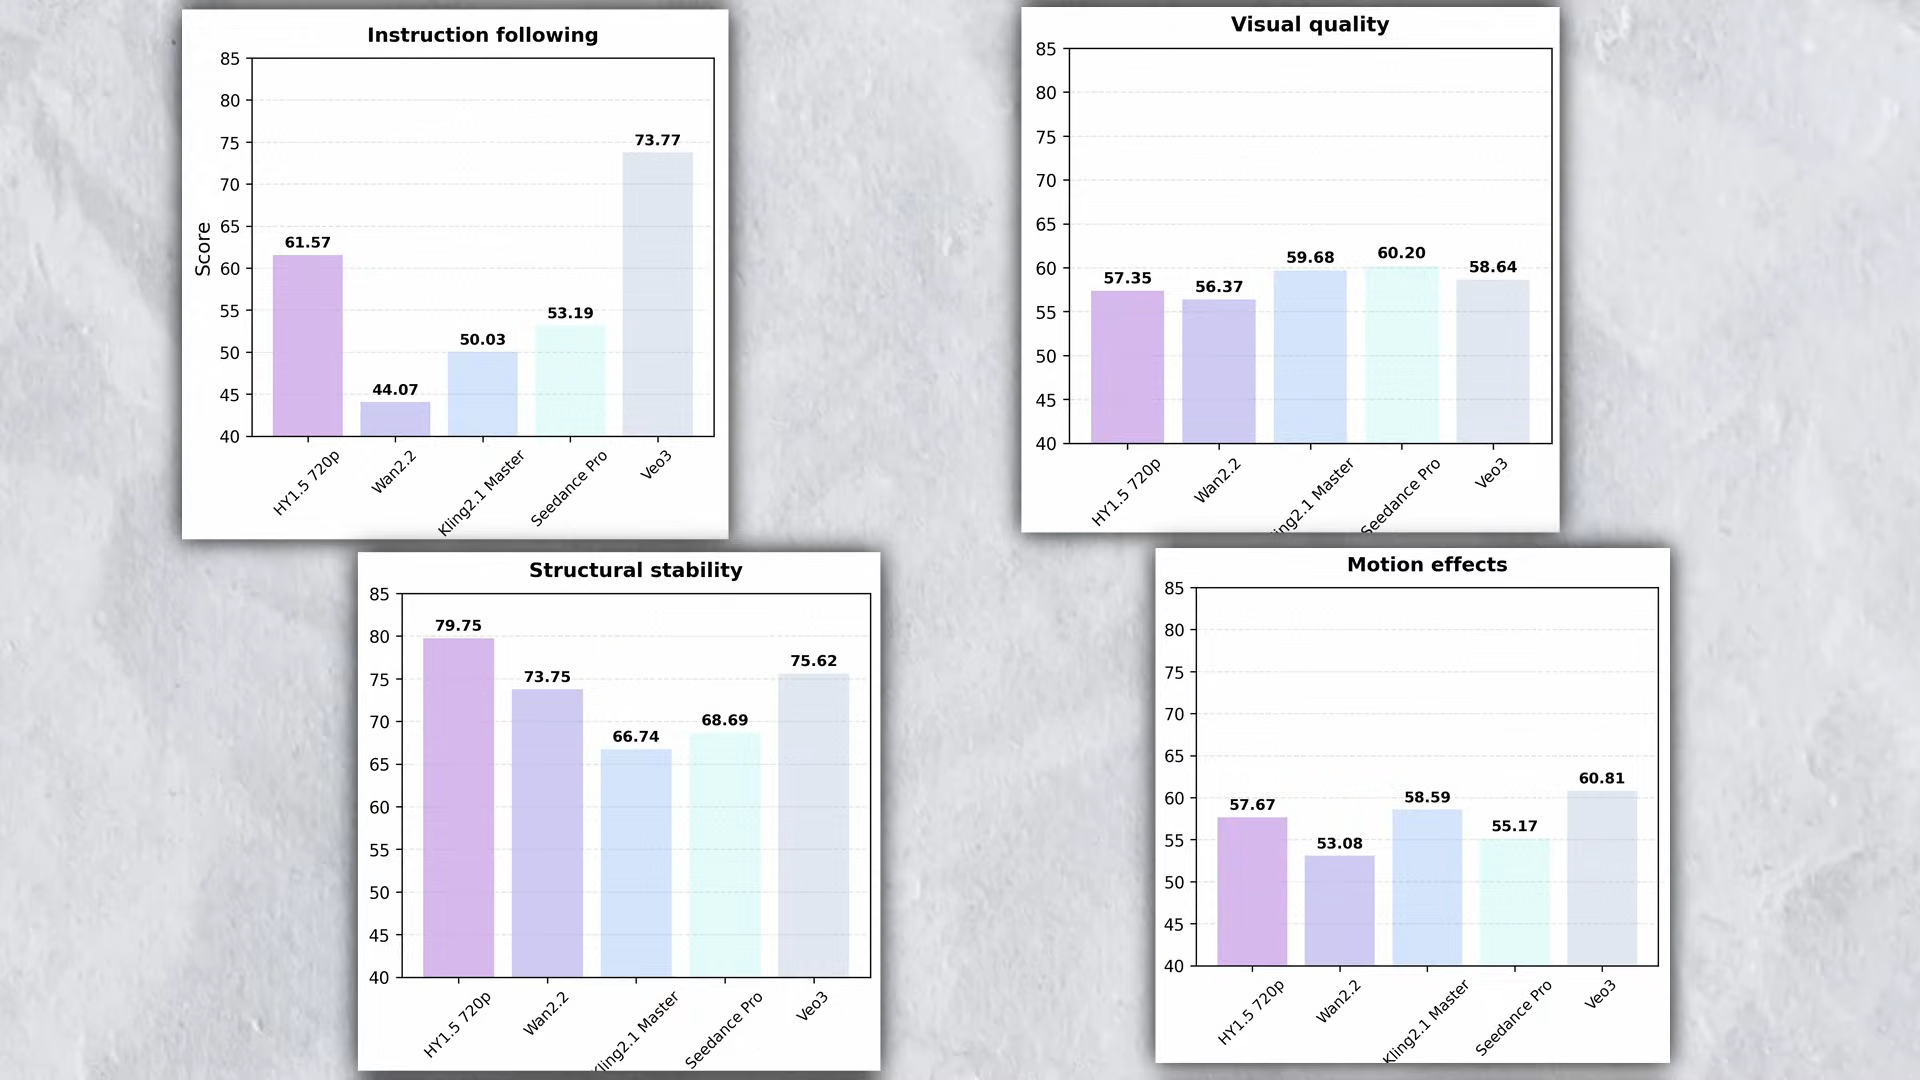 Instruction following
Score
85
80
75
70
65
60
55
50
45
40
61.57
44.07
50.03
53.19
73.77
HY1.5 720p
Wan2.2
Kling2.1 Master
Seedance Pro
Veo3
Visual quality
85
80
75
70
65
60
55
50
45
40
57.35
56.37
59.68
60.20
58.64
HY1.5 720p
Wan2.2
ling2.1 Master
Seedance Pro
Veo3
Structural stability
85
80
75
70
65
60
55
50
45
40
79.75
73.75
66.74
68.69
75.62
HY1.5 720p
Wan2.2
Kling2.1 Master
Seedance Pro
Veo3
Motion effects
85
80
75
70
65
60
55
50
45
40
57.67
53.08
58.59
55.17
60.81
HY1.5 720p
Wan2.2
Kling2.1 Master
Seedance Pro
Veo3